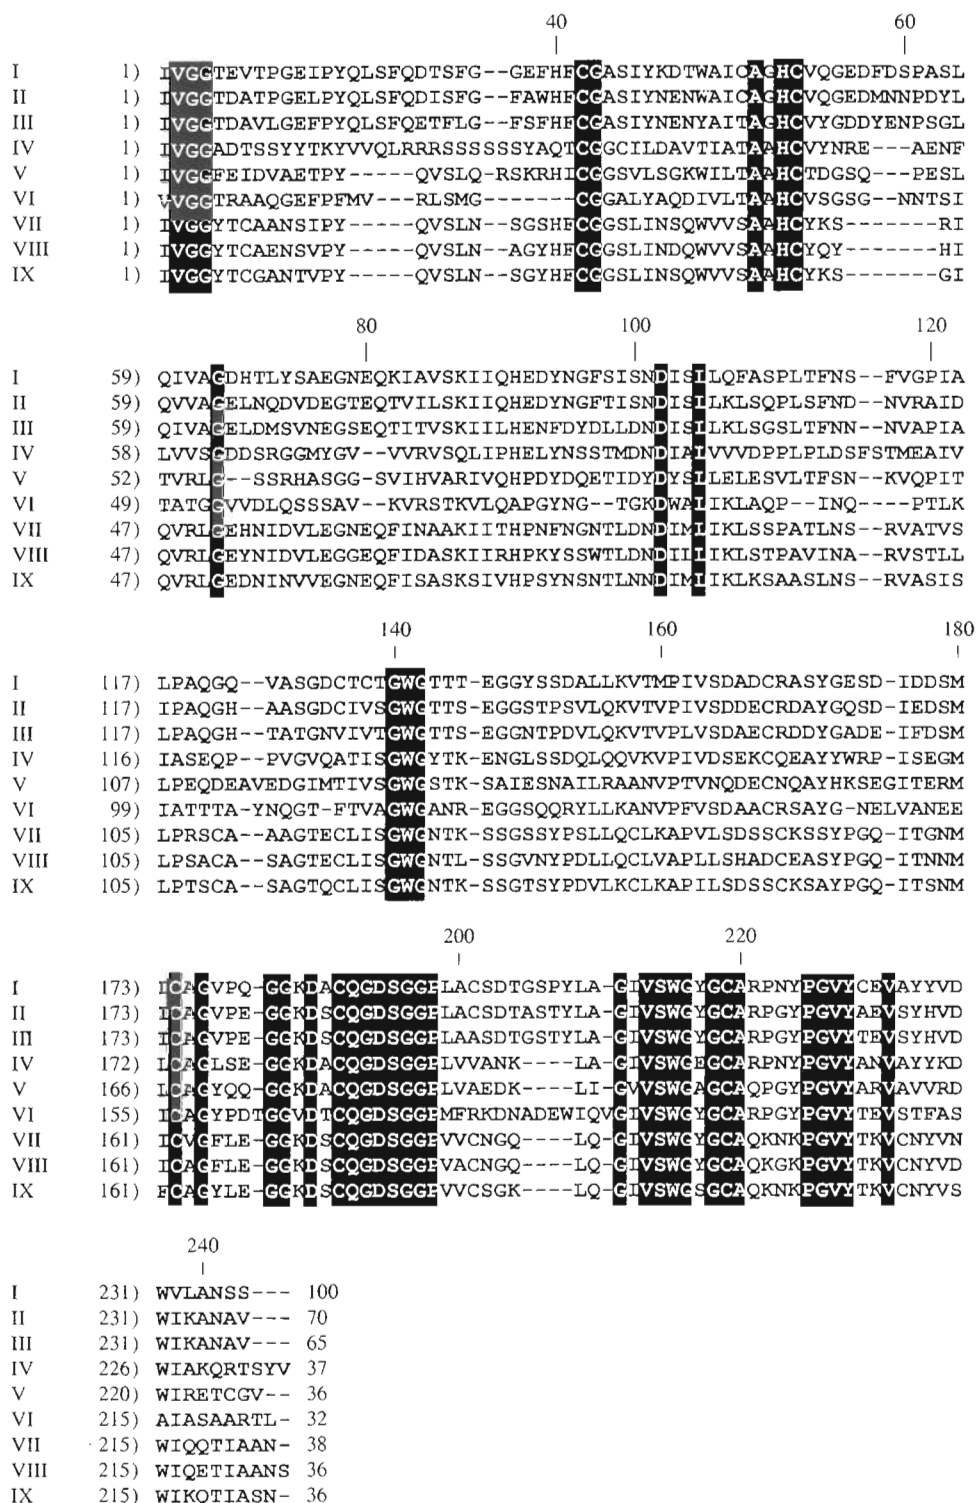 40 60
I 1) IVGGTEVTPGEIPYQLSFQDTSFG--GEFHFCGASIYKDTWAICAGHCVQGEDFDSPASL
II 1) IVGGTDATPGELPYQLSFQDISFG--FAWHFCGASIYNENWAICAGHCVQGEDMNNPDYL
III 1) IVGGTDAVLGEFPYQLSFQETFLG--FSFHFCGASIYNENYAITAGHCVYGDDYENPSGL
IV 1) IVGGADTSSYYTKYVVQLRRRSSSSSSYAQTCGGCILDAVTIATAAHCVYNRE---AENF
V 1) IVGGFEIDVAETPY-----QVSLQ-RSKRHICGGSVLSGKWILTAAHCTDGSQ---PESL
VI 1) VVGGTRAAQGEFPFMV---RLSMG-------CGGALYAQDIVLTAAHCVSGSG--NNTSI
VII 1) IVGGYTCAANSIPY-----QVSLN--SGSHFCGGSLINSQWVVSAAHCYKS------RI
VIII 1) IVGGYTCAENSVPY-----QVSLN--AGYHFCGGSLINDQWVVSAAHCYQY------HI
IX 1) IVGGYTCGANTVPY-----QVSLN--SGYHFCGGSLINSQWVVSAAHCYKS------GI
80 100 120
I 59) QIVAGDHTLYSAEGNEQKIAVSKIIQHEDYNGFSISNDISLLQFASPLTFNS--FVGPIA
II 59) QVVAGELNQDVDEGTEQTVILSKIIQHEDYNGFTISNDISLLKLSQPLSFND--NVRAID
III 59) QIVAGELDMSVNEGSEQTITVSKIILHENFDYDLLDNDISLLKLSGSLTFNN--NVAPIA
IV 58) LVVSGDDSRGGMYGV--VVRVSQLIPHELYNSSTMDNDIALVVVDPPLPLDSFSTMEAIV
V 52) TVRLG--SSRHASGG-SVIHVARIVQHPDYDQETIDYDYSLLELESVLTFSN--KVQPIT
VI 49) TATGGVVDLQSSSAV--KVRSTKVLQAPGYNG--TGKDWALIKLAQP---INQ---PTLK
VII 47) QVRLGEHNIDVLEGNEQFINAAKIITHPNFNGNTLDNDIMLIKLSSPATLNS--RVATVS
VIII 47) QVRLGEYNIDVLEGGEQFIDASKIIRHPKYSSWTLDNDIILIKLSTPAVINA--RVSTLL
IX 47) QVRLGEDNINVVEGNEQFISASKSIVHPSYNSNTLNNDIMLIKLKSAASLNS--RVASIS
140 160 180
I 117) LPAQGQ--VASGDCTCTGWGTTT-EGGYSSDALLKVTMPIVSDADCRASYGESD-IDDSM
II 117) IPAQGH--AASGDCIVSGWGTTS-EGGSTPSVLQKVTVPIVSDDECRDAYGQSD-IEDSM
III 117) LPAQGH--TATGNVIVTGWGTTS-EGGNTPDVLQKVTVPLVSDAECRDDYGADE-IFDSM
IV 116) IASEQP--PVGVQATISGWGYTK-ENGLSSDQLQQVKVPIVDSEKCQEAYYWRP-ISEGM
V 107) LPEQDEAVEDGIMTIVSGWGSTK-SAIESNAILRAANVPTVNQDECNQAYHKSEGITERM
VI 99) IATTTA-YNQGT-FTVAGWGANR-EGGSQQRYLLKANVPFVSDAACRSAYG-NELVANEE
VII 105) LPRSCA--AAGTECLISGWGNTK-SSGSSYPSLLQCLKAPVLSDSSCKSSYPGQ-ITGNM
VIII 105) LPSACA--SAGTECLISGWGNTL-SSGVNYPDLLQCLVAPLLSHADCEASYPGQ-ITNNM
IX 105) LPTSCA--SAGTQCLISGWGNTK-SSGTSYPDVLKCLKAPILSDSSCKSAYPGQ-ITSNM
200 220
I 173) ICAGVPQ-GGKDACQGDSGGPLACSDTGSPYLA-GIVSWGYGCARPNYPGVYCEVAYYVD
II 173) ICAGVPE-GGKDSCQGDSGGPLACSDTASTYLA-GIVSWGYGCARPGYPGVYAEVSYHVD
III 173) ICAGVPE-GGKDSCQGDSGGPLAASDTGSTYLA-GIVSWGYGCARPGYPGVYTEVSYHVD
IV 172) LCAGLSE-GGKDACQGDSGGPLVVANK----LA-GIVSWGEGCARPNYPGVYANVAYYKD
V 166) LCAGYQQ-GGKDACQGDSGGPLVAEDK----LI-GVVSWGAGCAQPGYPGVYARVAVVRD
VI 155) ICAGYPDTGGVDTCQGDSGGPMFRKDNADEWIQVGIVSWGYGCARPGYPGVYTEVSTFAS
VII 161) ICVGFLE-GGKDSCQGDSGGPVVCNGQ----LQ-GIVSWGYGCAQKNKPGVYTKVCNYVN
VIII 161) ICAGFLE-GGKDSCQGDSGGPVACNGQ----LQ-GIVSWGYGCAQKGKPGVYTKVCNYVD
IX 161) FCAGYLE-GGKDSCQGDSGGPVVCSGK----LQ-GIVSWGSGCAQKNKPGVYTKVCNYVS
240
I 231) WVLANSS--- 100
II 231) WIKANAV--- 70
III 231) WIKANAV--- 65
IV 226) WIAKQRTSYV 37
V 220) WIRETCGV-- 36
VI 215) AIASAARTL- 32
VII 215) WIQQTIAAN- 38
VIII 215) WIQETIAANS 36
IX 215) WIKQTIASN- 36